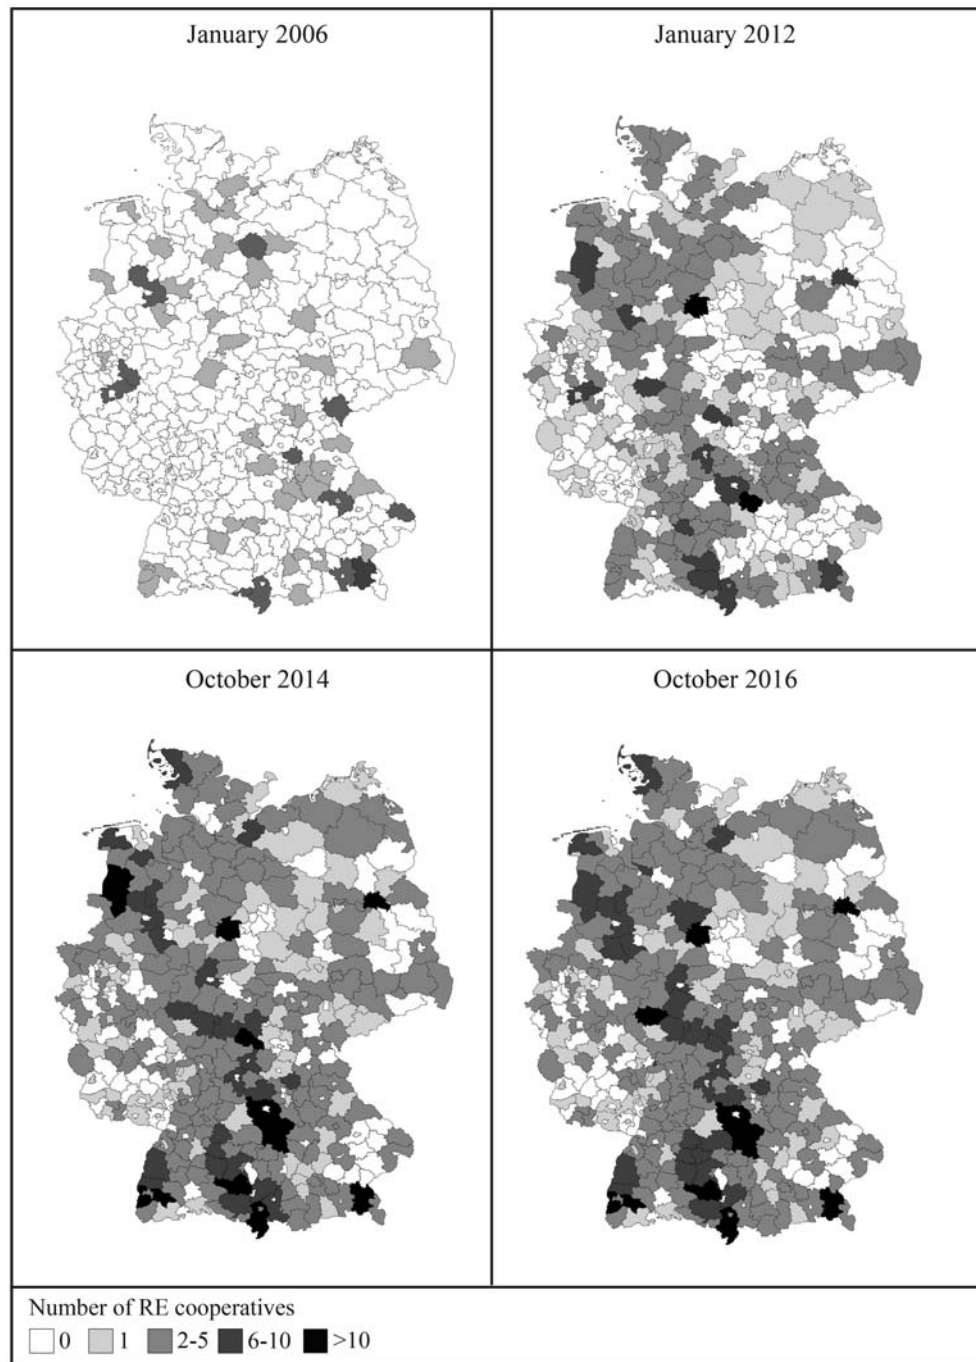 January 2006
January 2012
October 2014
October 2016
Number of RE cooperatives
0 1 2-5 6-10 >10